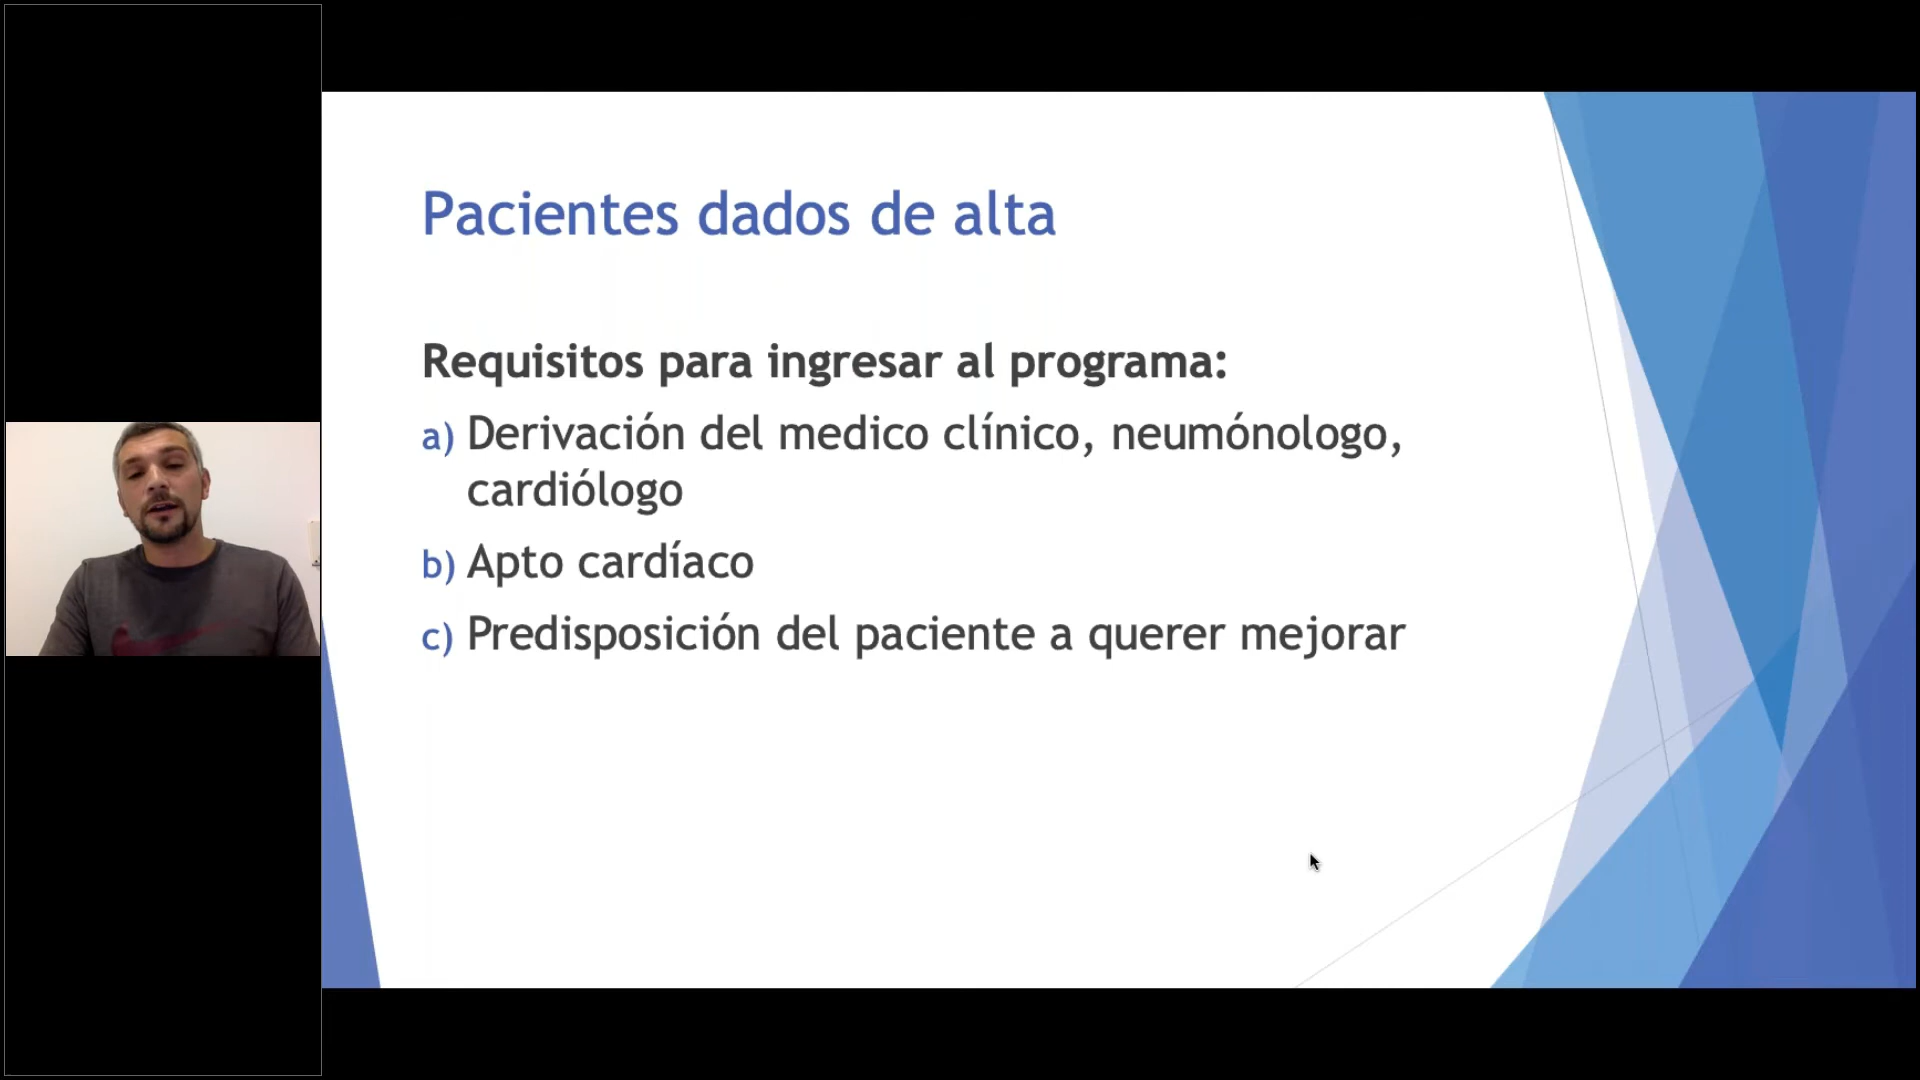 Pacientes dados de alta
Requisitos para ingresar al programa:
a) Derivación del medico clínico, neumónologo,
cardiólogo
b) Apto cardíaco
c) Predisposición del paciente a querer mejorar